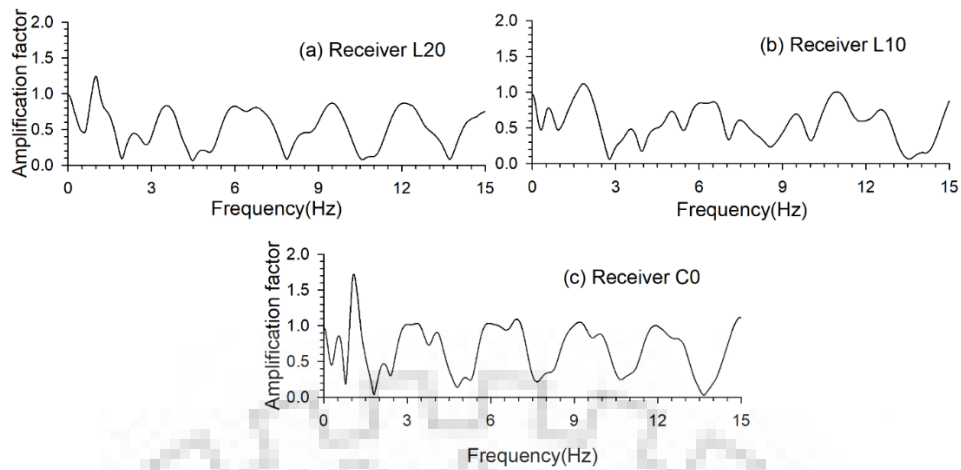 (a) Receiver L20
Amplification factor
2.0
1.5
1.0
0.5
0.0
0 3 6 9 12 15
Frequency(Hz)
(b) Receiver L10
2.0
1.5
1.0
0.5
0.0
0 3 6 9 12 15
Frequency(Hz)
(c) Receiver C0
Amplification factor
2.0
1.5
1.0
0.5
0.0
0 3 6 9 12 15
Frequency(Hz)